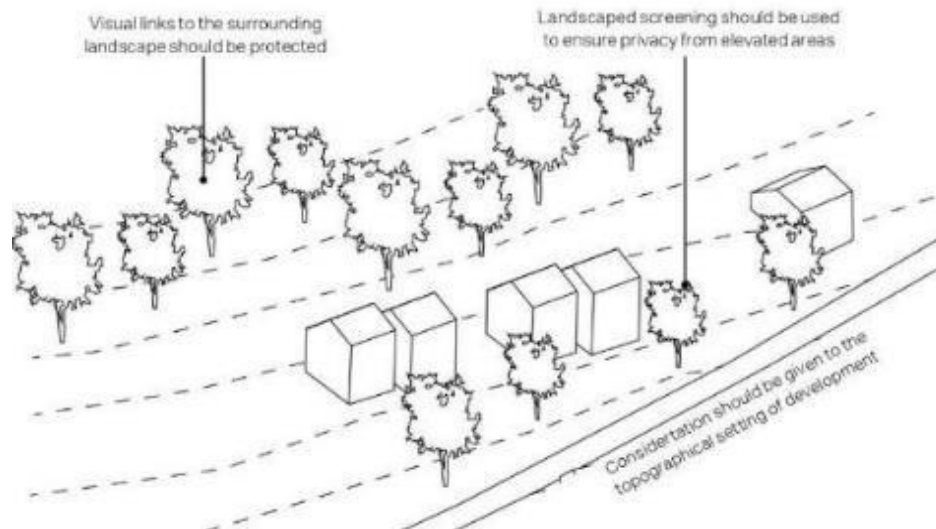 Visual links to the surrounding
landscape should be protected
Landscaped screening should be used
to ensure privacy from elevated areas
Considertation should be given to the
topographical setting of development